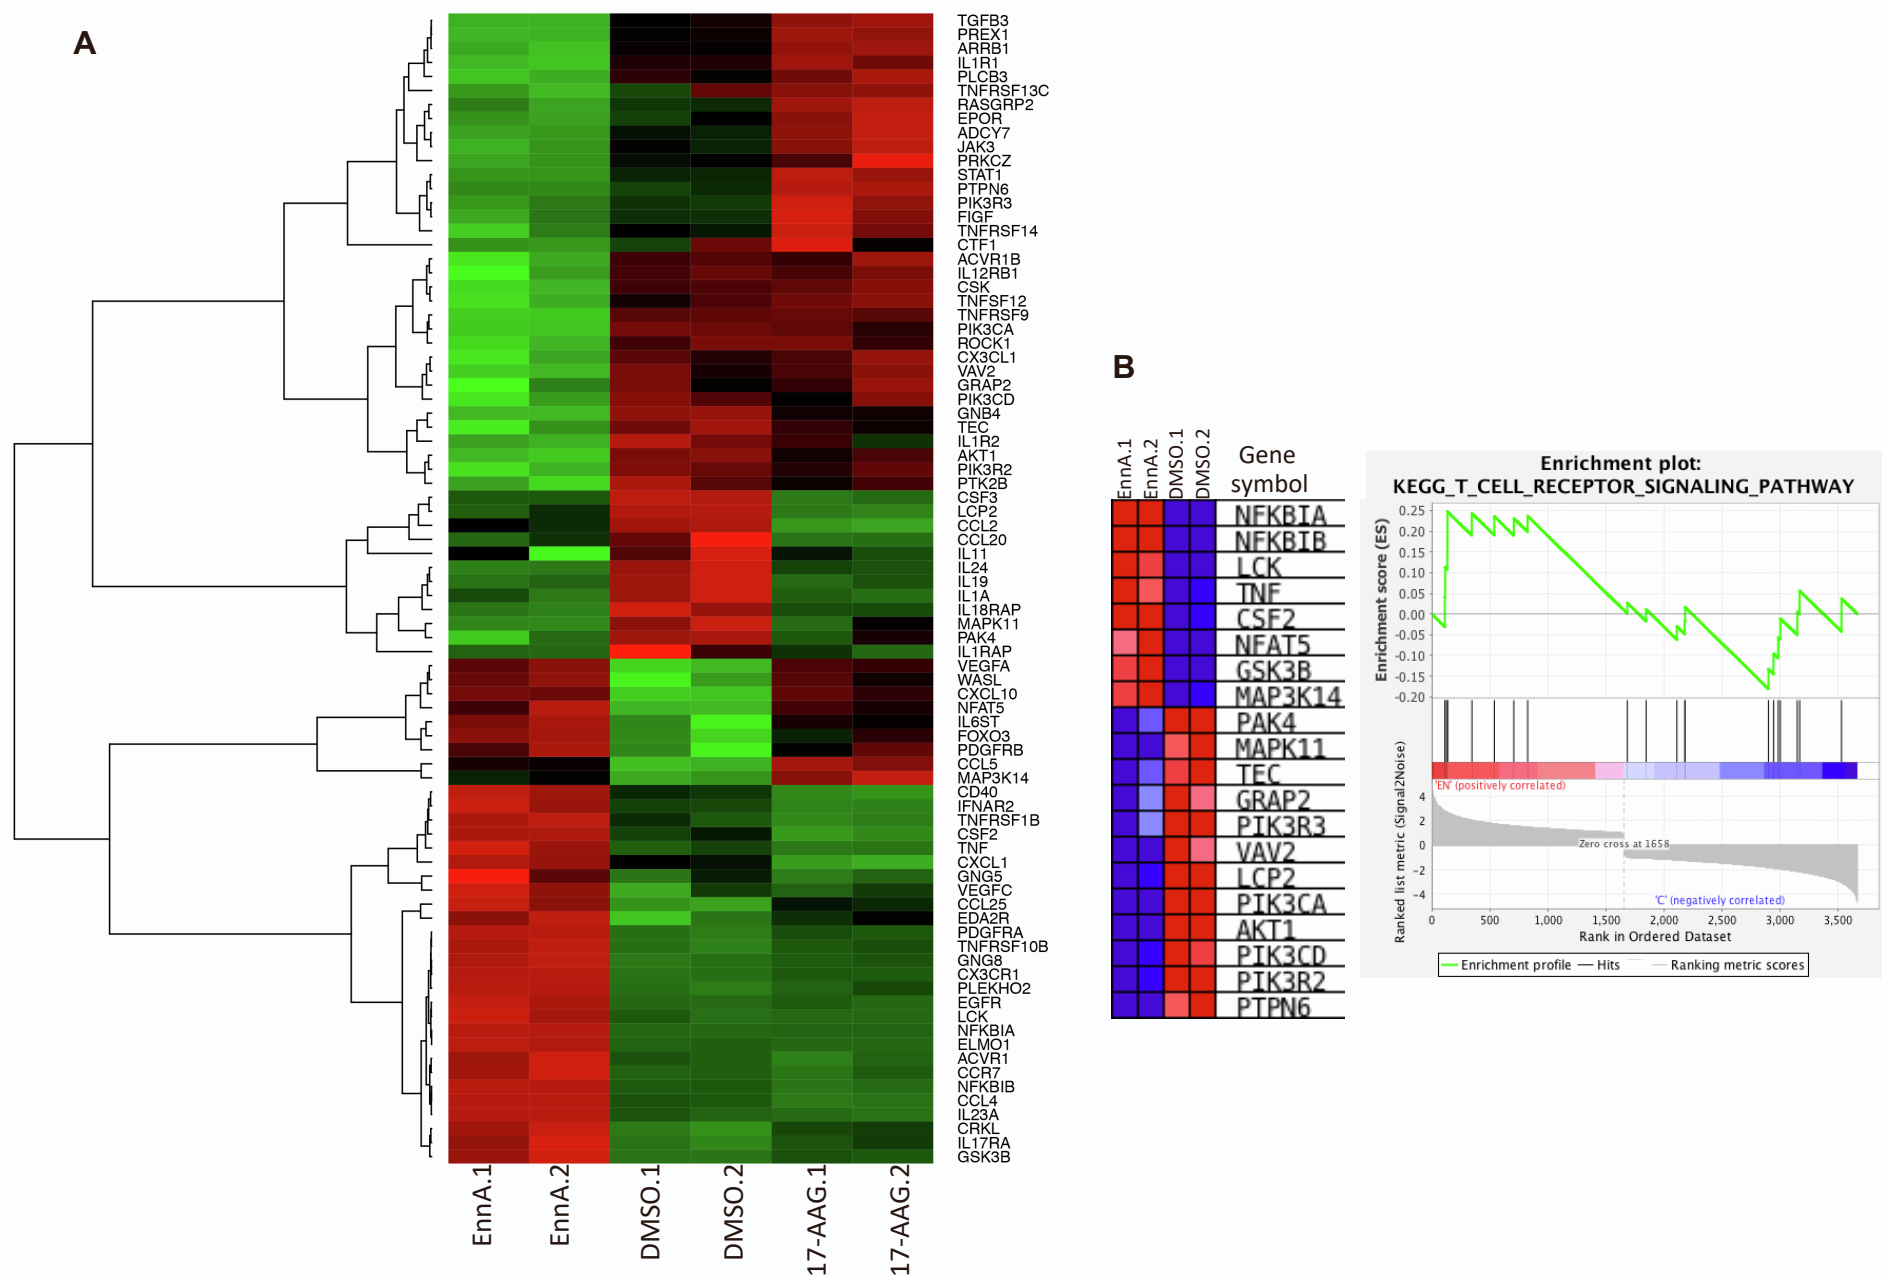 A
TGFB3
PREX1
ARRB1
IL1R1
PLCB3
TNFRSF13C
RASGRP2
EPOR
ADCY7
JAK3
PRKCZ
STAT1
PTPN6
PIK3R3
FIGF
TNFRSF14
CTF1
ACVR1B
IL12RB1
CSK
TNFSF12
TNFRSF9
PIK3CA
ROCK1
CX3CL1
VAV2
GRAP2
PIK3CD
GNB4
TEC
IL1R2
AKT1
PIK3R2
PTK2B
CSF3
LCP2
CCL2
CCL20
IL11
IL24
IL19
IL1A
IL18RAP
MAPK11
PAK4
IL1RAP
VEGFA
WASL
CXCL10
NFAT5
IL6ST
FOXO3
PDGFRB
CCL5
MAP3K14
CD40
IFNAR2
TNFRSF1B
CSF2
TNF
CXCL1
GNG5
VEGFC
CCL25
EDA2R
PDGFRA
TNFRSF10B
GNG8
CX3CR1
PLEKHO2
EGFR
LCK
NFKBIA
ELMO1
ACVR1
CCR7
NFKBIB
CCL4
IL23A
CRKL
IL17RA
GSK3B
EnnA.1
EnnA.2
DMSO.1
DMSO.2
17-AAG.1
17-AAG.2
B
EnnA.1
EnnA.2
DMSO.1
DMSO.2
Gene
symbol
NFKBIA
NFKBIB
LCK
TNF
CSF2
NFAT5
GSK3B
MAP3K14
PAK4
MAPK11
TEC
GRAP2
PIK3R3
VAV2
LCP2
PIK3CA
AKT1
PIK3CD
PIK3R2
PTPN6
Enrichment plot:
KEGG_T_CELL_RECEPTOR_SIGNALING_PATHWAY
Enrichment score (ES)
0.25
0.20
0.15
0.10
0.05
0.00
-0.05
-0.10
-0.15
-0.20
'EN' (positively correlated)
Ranked list metric (Signal2Noise)
4
2
0
-2
-4
Zero cross at 1658
'C' (negatively correlated)
0 500 1,000 1,500 2,000 2,500 3,000 3,500
Rank in Ordered Dataset
Enrichment profile Hits Ranking metric scores